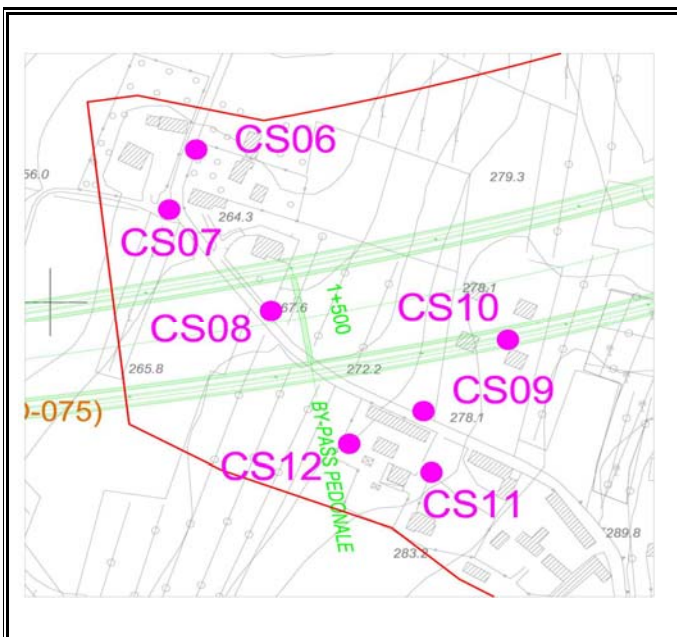 CS06
56.0
279.3
CS07
264.3
278.1
1+500
67.6
CS10
CS08
265.8
272.2
CS09
)-075)
278.1
BY-PASS PEDONALE
CS12
CS11
283.2
289.8